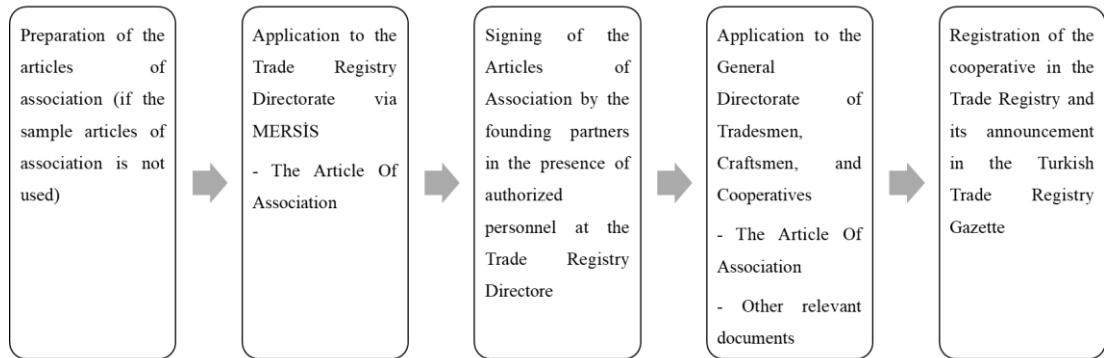 Preparation of the
articles of
association (if the
sample articles of
association is not
used)
Application to the
Trade Registry
Directorate via
MERSİS
- The Article Of
Association
Signing of the
Articles of
Association by the
founding partners
in the presence of
authorized
personnel at the
Trade Registry
Directore
Application to the
General
Directorate of
Tradesmen,
Craftsmen, and
Cooperatives
- The Article Of
Association
- Other relevant
documents
Registration of the
cooperative in the
Trade Registry and
its announcement
in the Turkish
Trade Registry
Gazette